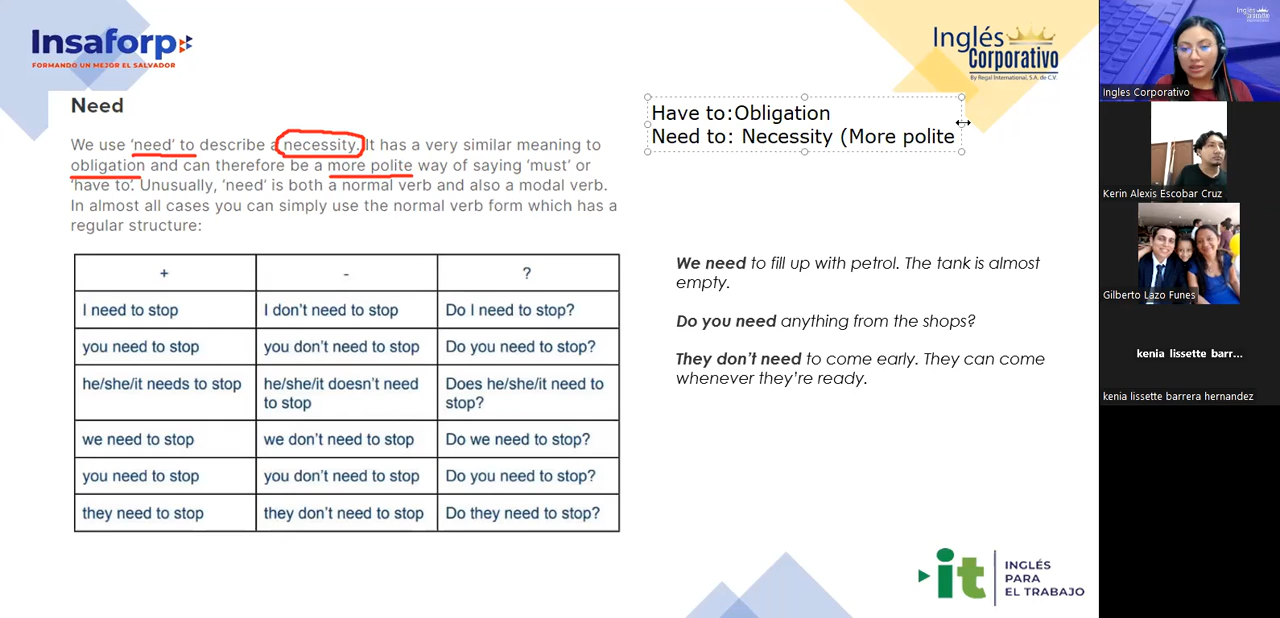 Insaforp
FORMANDO UN MEJOR EL SALVADOR
Inglés
Corporativo
By Regal International, S.A. de C.V.
Need
We use ‘need’ to describe a necessity. It has a very similar meaning to
obligation and can therefore be a more polite way of saying ‘must’ or
‘have to’. Unusually, ‘need’ is both a normal verb and also a modal verb.
In almost all cases you can simply use the normal verb form which has a
regular structure:
+ - ?
I need to stop I don’t need to stop Do I need to stop?
you need to stop you don’t need to stop Do you need to stop?
he/she/it needs to stop he/she/it doesn’t need to stop Does he/she/it need to stop?
we need to stop we don’t need to stop Do we need to stop?
you need to stop you don’t need to stop Do you need to stop?
they need to stop they don’t need to stop Do they need to stop?
Have to:Obligation
Need to: Necessity (More polite
We need to fill up with petrol. The tank is almost
empty.
Do you need anything from the shops?
They don’t need to come early. They can come
whenever they’re ready.
it
INGLÉS
PARA
EL TRABAJO
Ingles Corporativo
Kerin Alexis Escobar Cruz
Gilberto Lazo Funes
kenia lissette barr...
kenia lissette barrera hernandez